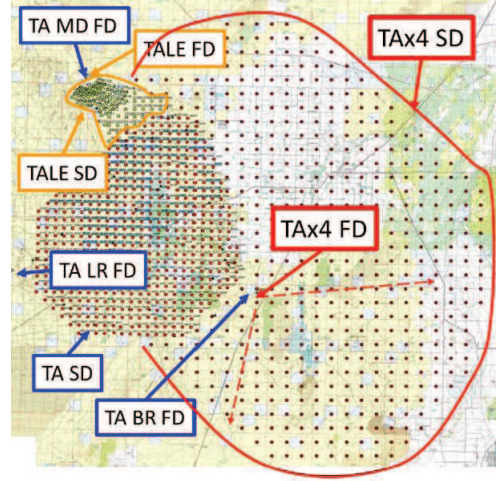 TA MD FD
TALE FD
TAx4 SD
TALE SD
TAx4 FD
TA LR FD
TA SD
TA BR FD